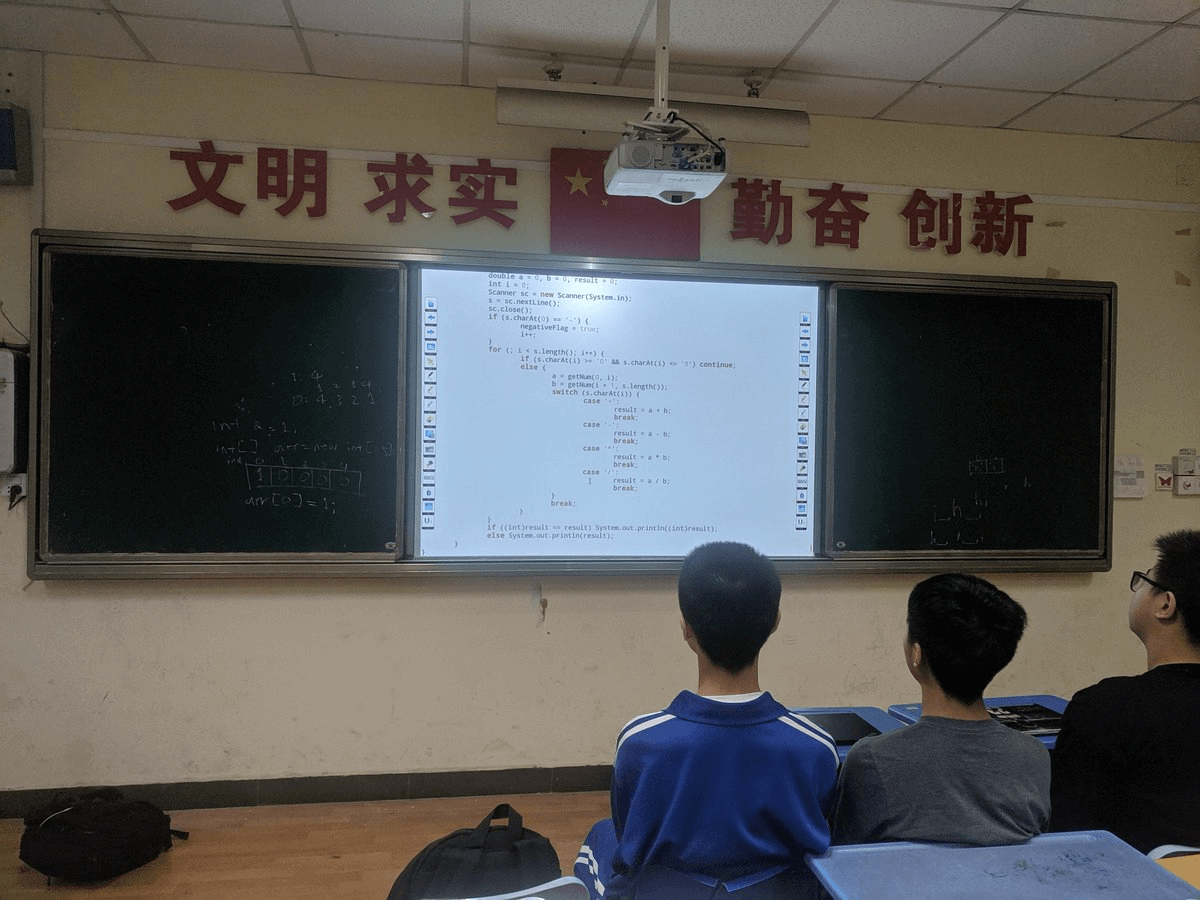 文明 求实 勤奋 创新
double a = 0, b = 0, result = 0;
int i = 0;
Scanner sc = new Scanner(System.in);
s = sc.nextLine();
sc.close();
if (s.charAt(0) == '-') {
negativeFlag = true;
i++;
}
for (; i < s.length(); i++) {
if (s.charAt(i) >= '0' && s.charAt(i) <= '9') continue;
else {
a = getNum(0, i);
b = getNum(i + 1, s.length());
switch (s.charAt(i)) {
case '+':
result = a + b;
break;
case '-':
result = a - b;
break;
case '*':
result = a * b;
break;
case '/':
result = a / b;
break;
}
break;
}
}
if ((int)result == result) System.out.println((int)result);
else System.out.println(result);
}
I: 4
1 2 3 4
O: 4 3 2 1
int a = 1;
int[] arr = new int[5]
ind 0 1 2 3 4
1 0 0 0 0
arr[0] = 1;